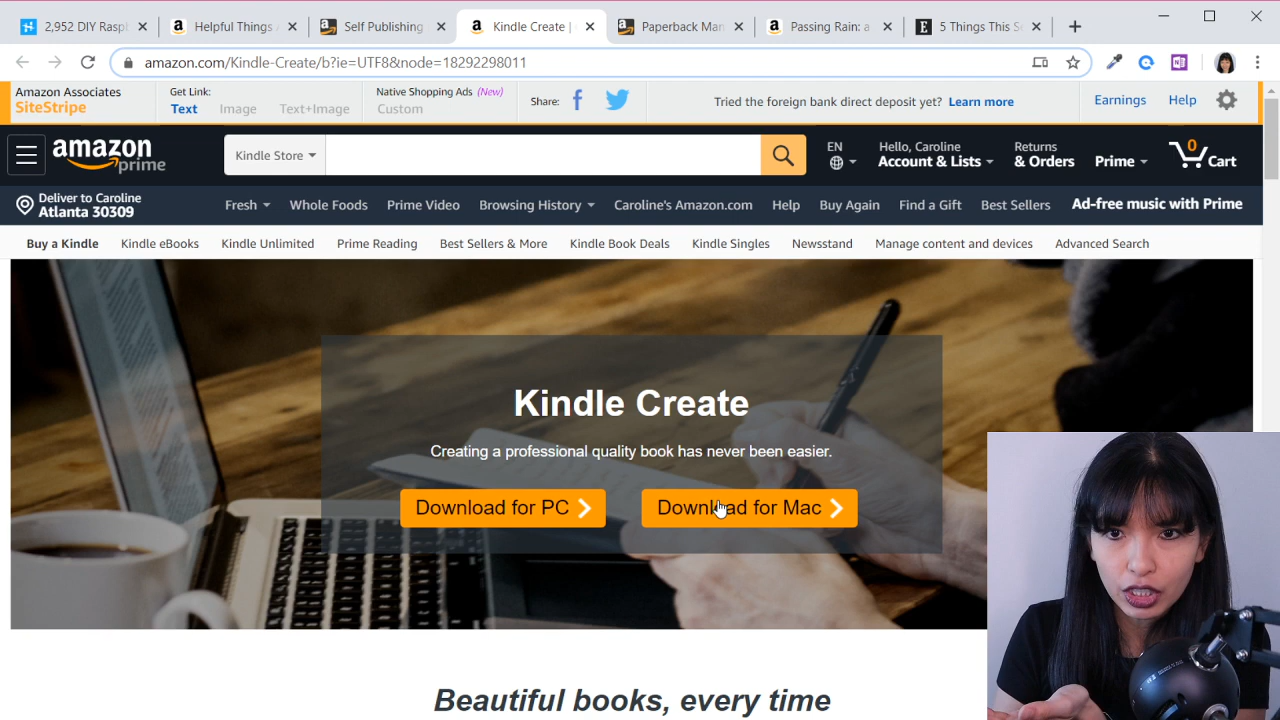 2,952 DIY Raspb
Helpful Things A
Self Publishing
Kindle Create | A
Paperback Man
Passing Rain: a
5 Things This S
amazon.com/Kindle-Create/b?ie=UTF8&node=18292298011
Amazon Associates
SiteStripe
Get Link:
Text Image Text+Image
Native Shopping Ads (New)
Custom
Share:
Tried the foreign bank direct deposit yet? Learn more
Earnings Help
amazon prime
Kindle Store
EN
Hello, Caroline
Account & Lists
Returns
& Orders
Prime
0
Cart
Deliver to Caroline
Atlanta 30309
Fresh Whole Foods Prime Video Browsing History Caroline's Amazon.com Help Buy Again Find a Gift Best Sellers Ad-free music with Prime
Buy a Kindle Kindle eBooks Kindle Unlimited Prime Reading Best Sellers & More Kindle Book Deals Kindle Singles Newsstand Manage content and devices Advanced Search
Kindle Create
Creating a professional quality book has never been easier.
Download for PC Download for Mac
Beautiful books, every time